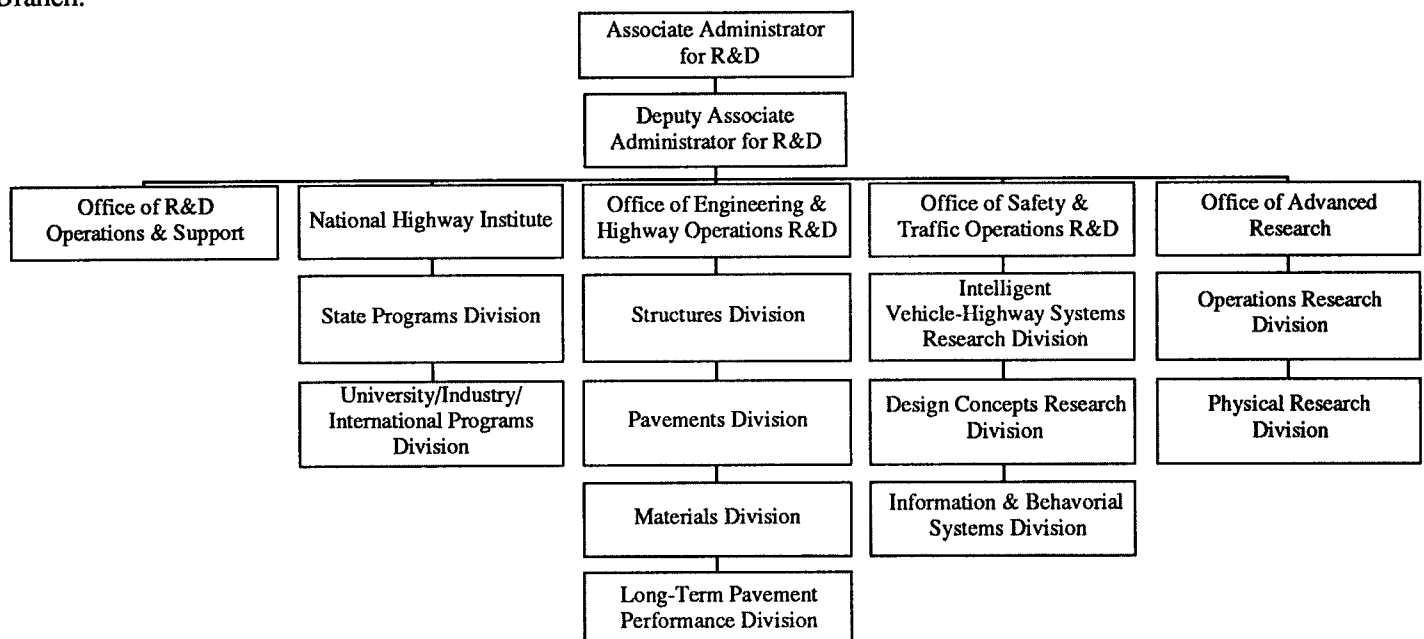 Branch.
Associate Administrator
for R&D
Deputy Associate
Administrator for R&D
Office of R&D
Operations & Support
National Highway Institute
Office of Engineering &
Highway Operations R&D
Office of Safety &
Traffic Operations R&D
Office of Advanced
Research
State Programs Division
Structures Division
Intelligent
Vehicle-Highway Systems
Research Division
Operations Research
Division
University/Industry/
International Programs
Division
Pavements Division
Design Concepts Research
Division
Physical Research
Division
Materials Division
Information & Behavorial
Systems Division
Long-Term Pavement
Performance Division